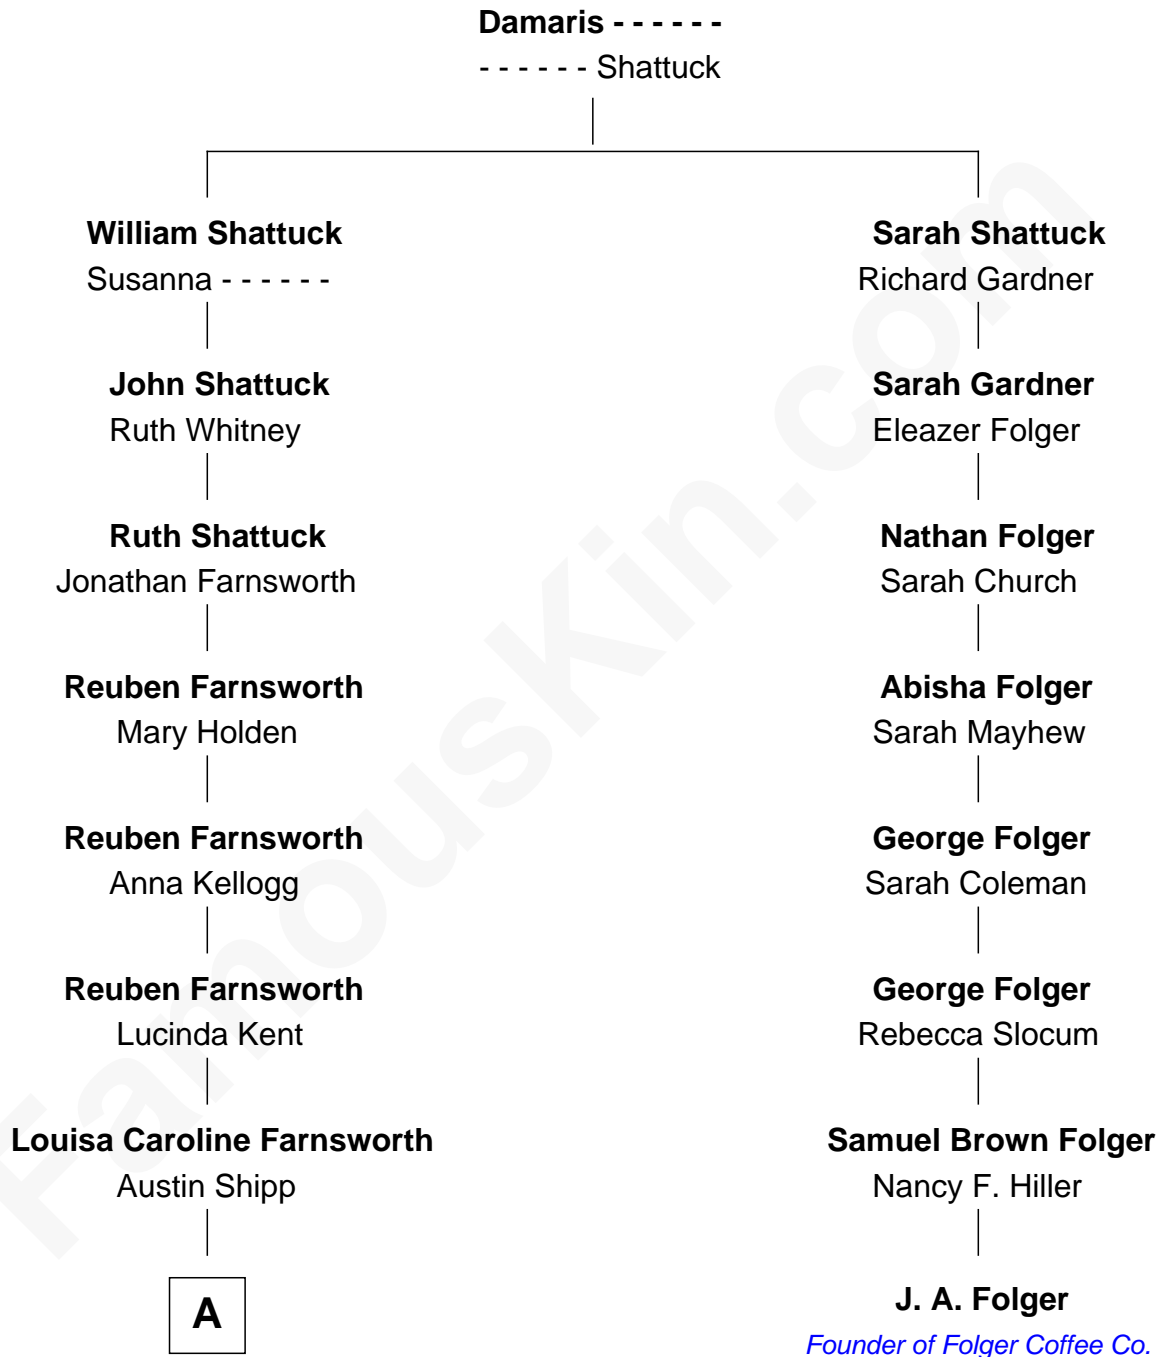 Damaris - - - - - -
- - - - - - Shattuck
William Shattuck
Susanna - - - - - -
Sarah Shattuck
Richard Gardner
John Shattuck
Ruth Whitney
Sarah Gardner
Eleazer Folger
Ruth Shattuck
Jonathan Farnsworth
Nathan Folger
Sarah Church
Reuben Farnsworth
Mary Holden
Abisha Folger
Sarah Mayhew
Reuben Farnsworth
Anna Kellogg
George Folger
Sarah Coleman
Reuben Farnsworth
Lucinda Kent
George Folger
Rebecca Slocum
Louisa Caroline Farnsworth
Austin Shipp
Samuel Brown Folger
Nancy F. Hiller
A
J. A. Folger
Founder of Folger Coffee Co.
FamousKin.com